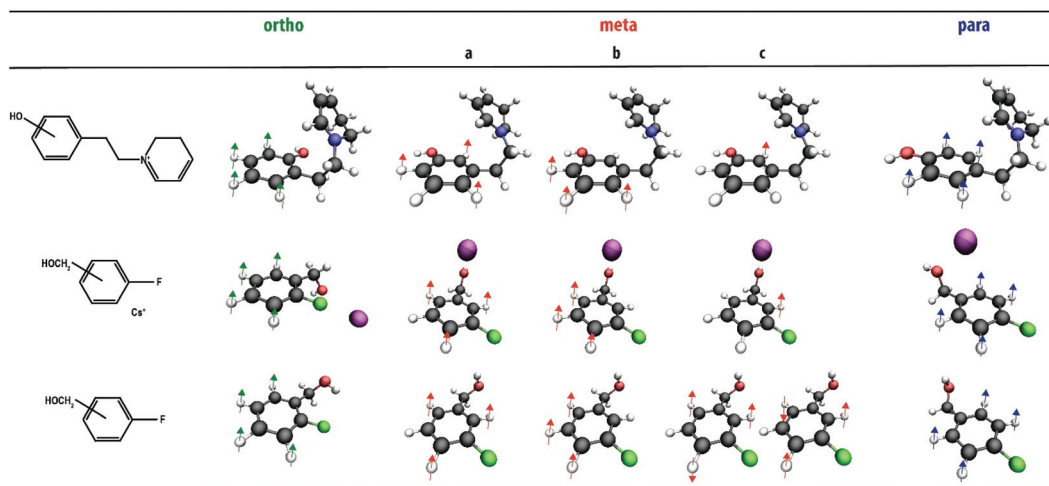 ortho meta para
a b c
HO
N⁺
HOCH₂
F
Cs⁺
HOCH₂
F